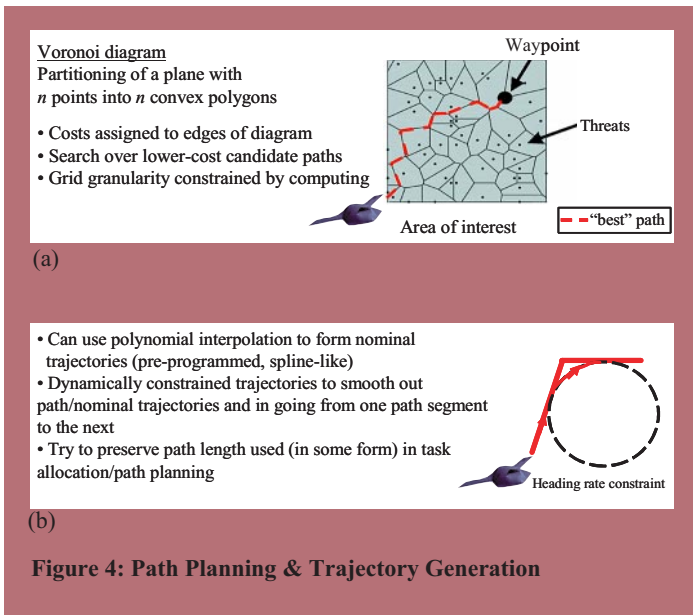 Voronoi diagram
Partitioning of a plane with
n points into n convex polygons
• Costs assigned to edges of diagram
• Search over lower-cost candidate paths
• Grid granularity constrained by computing
Waypoint
Threats
Area of interest
“best” path
(a)
• Can use polynomial interpolation to form nominal
trajectories (pre-programmed, spline-like)
• Dynamically constrained trajectories to smooth out
path/nominal trajectories and in going from one path segment
to the next
• Try to preserve path length used (in some form) in task
allocation/path planning
Heading rate constraint
(b)
Figure 4: Path Planning & Trajectory Generation